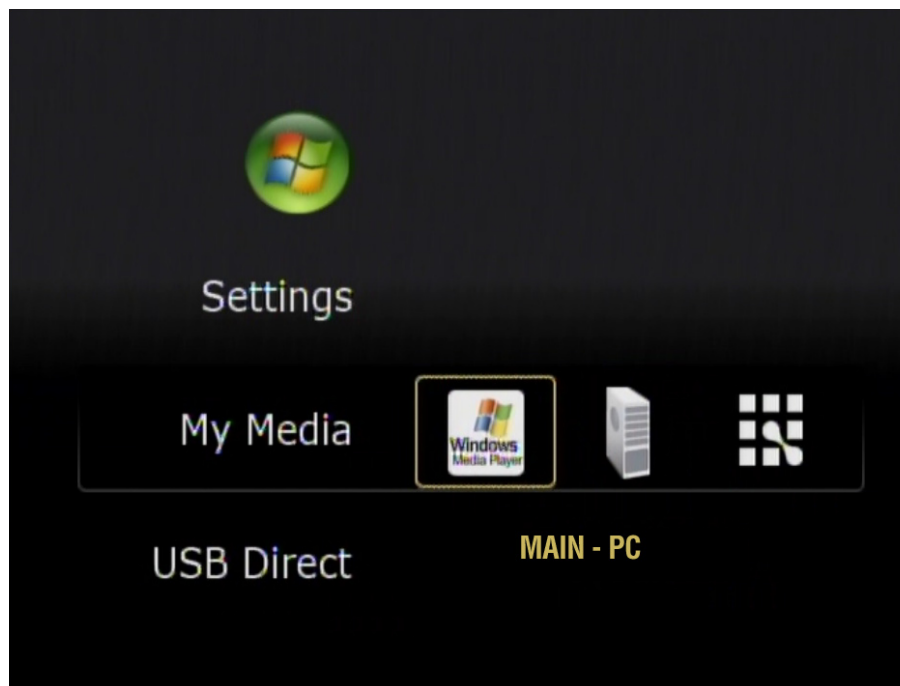 Settings
My Media
Windows
Media Player
USB Direct
MAIN - PC